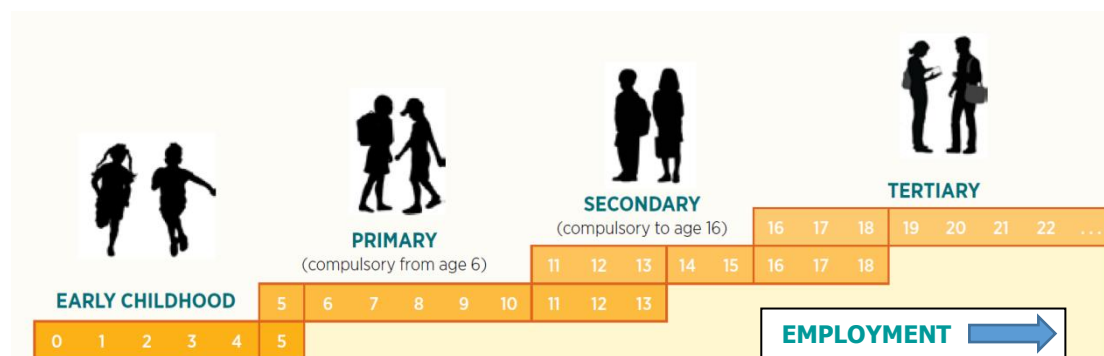 TERTIARY
SECONDARY
(compulsory to age 16)
16 17 18 19 20 21 22 ...
PRIMARY
(compulsory from age 6)
11 12 13 14 15 16 17 18
EARLY CHILDHOOD
5 6 7 8 9 10 11 12 13
0 1 2 3 4 5
EMPLOYMENT